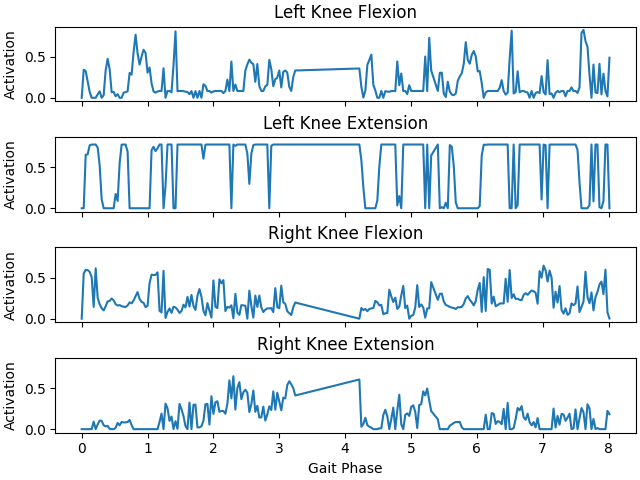 Left Knee Flexion
Activation
0.5
0.0
Left Knee Extension
Activation
0.5
0.0
Right Knee Flexion
Activation
0.5
0.0
Right Knee Extension
Activation
0.5
0.0
0 1 2 3 4 5 6 7 8
Gait Phase